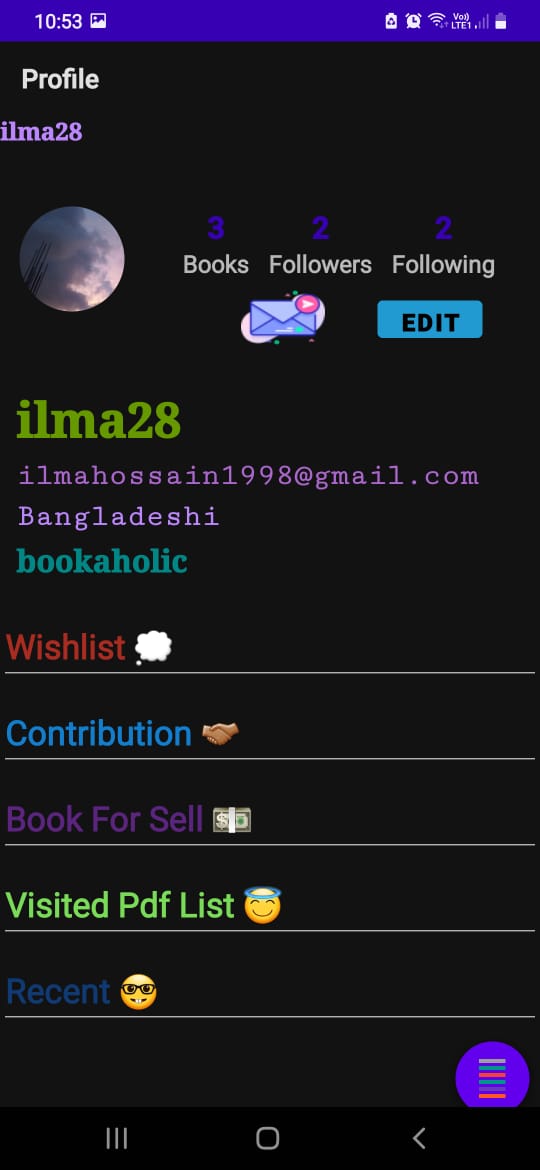 10:53
Vo))
LTE1
Profile
ilma28
3 2 2
Books Followers Following
EDIT
ilma28
ilmahossain1998@gmail.com
Bangladeshi
bookaholic
Wishlist 💭
Contribution 🤝🏽
Book For Sell 💵
Visited Pdf List 😇
Recent 🤓